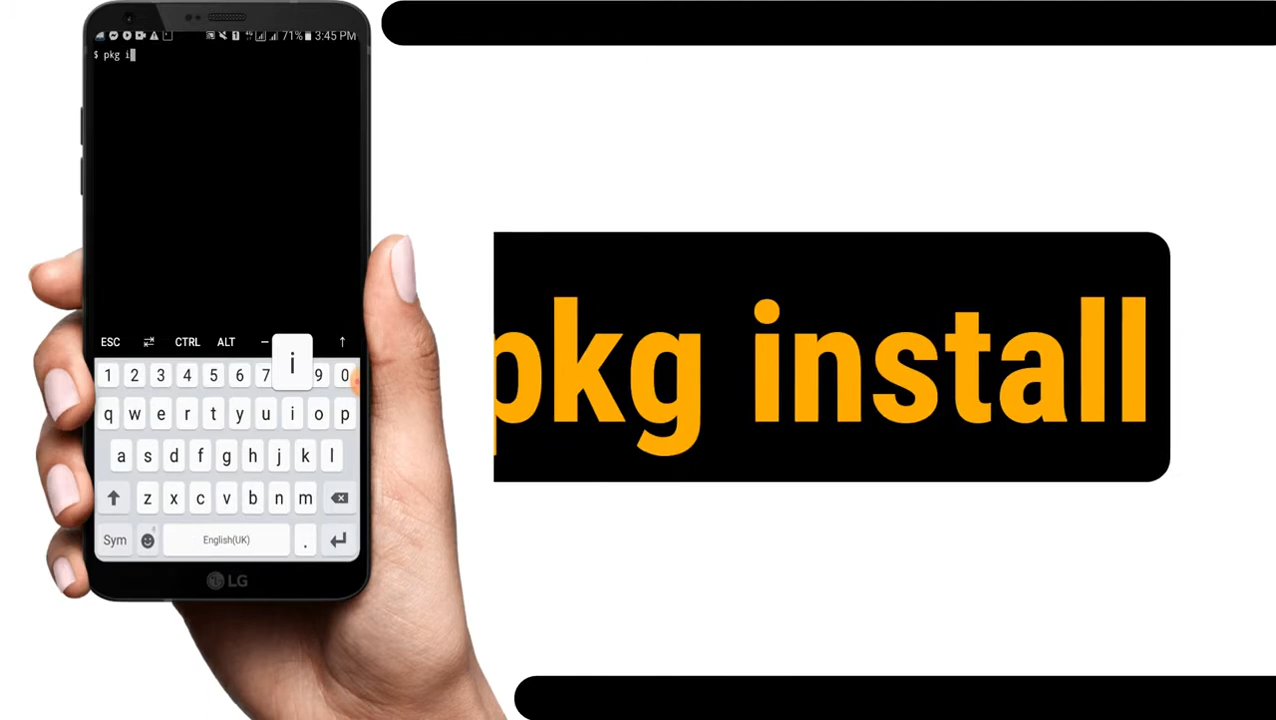 71% 3:45 PM
$ pkg i
pkg install
ESC CTRL ALT
i
1 2 3 4 5 6 7 9 0
q w e r t y u i o p
a s d f g h j k l
z x c v b n m
Sym English(UK) .
LG